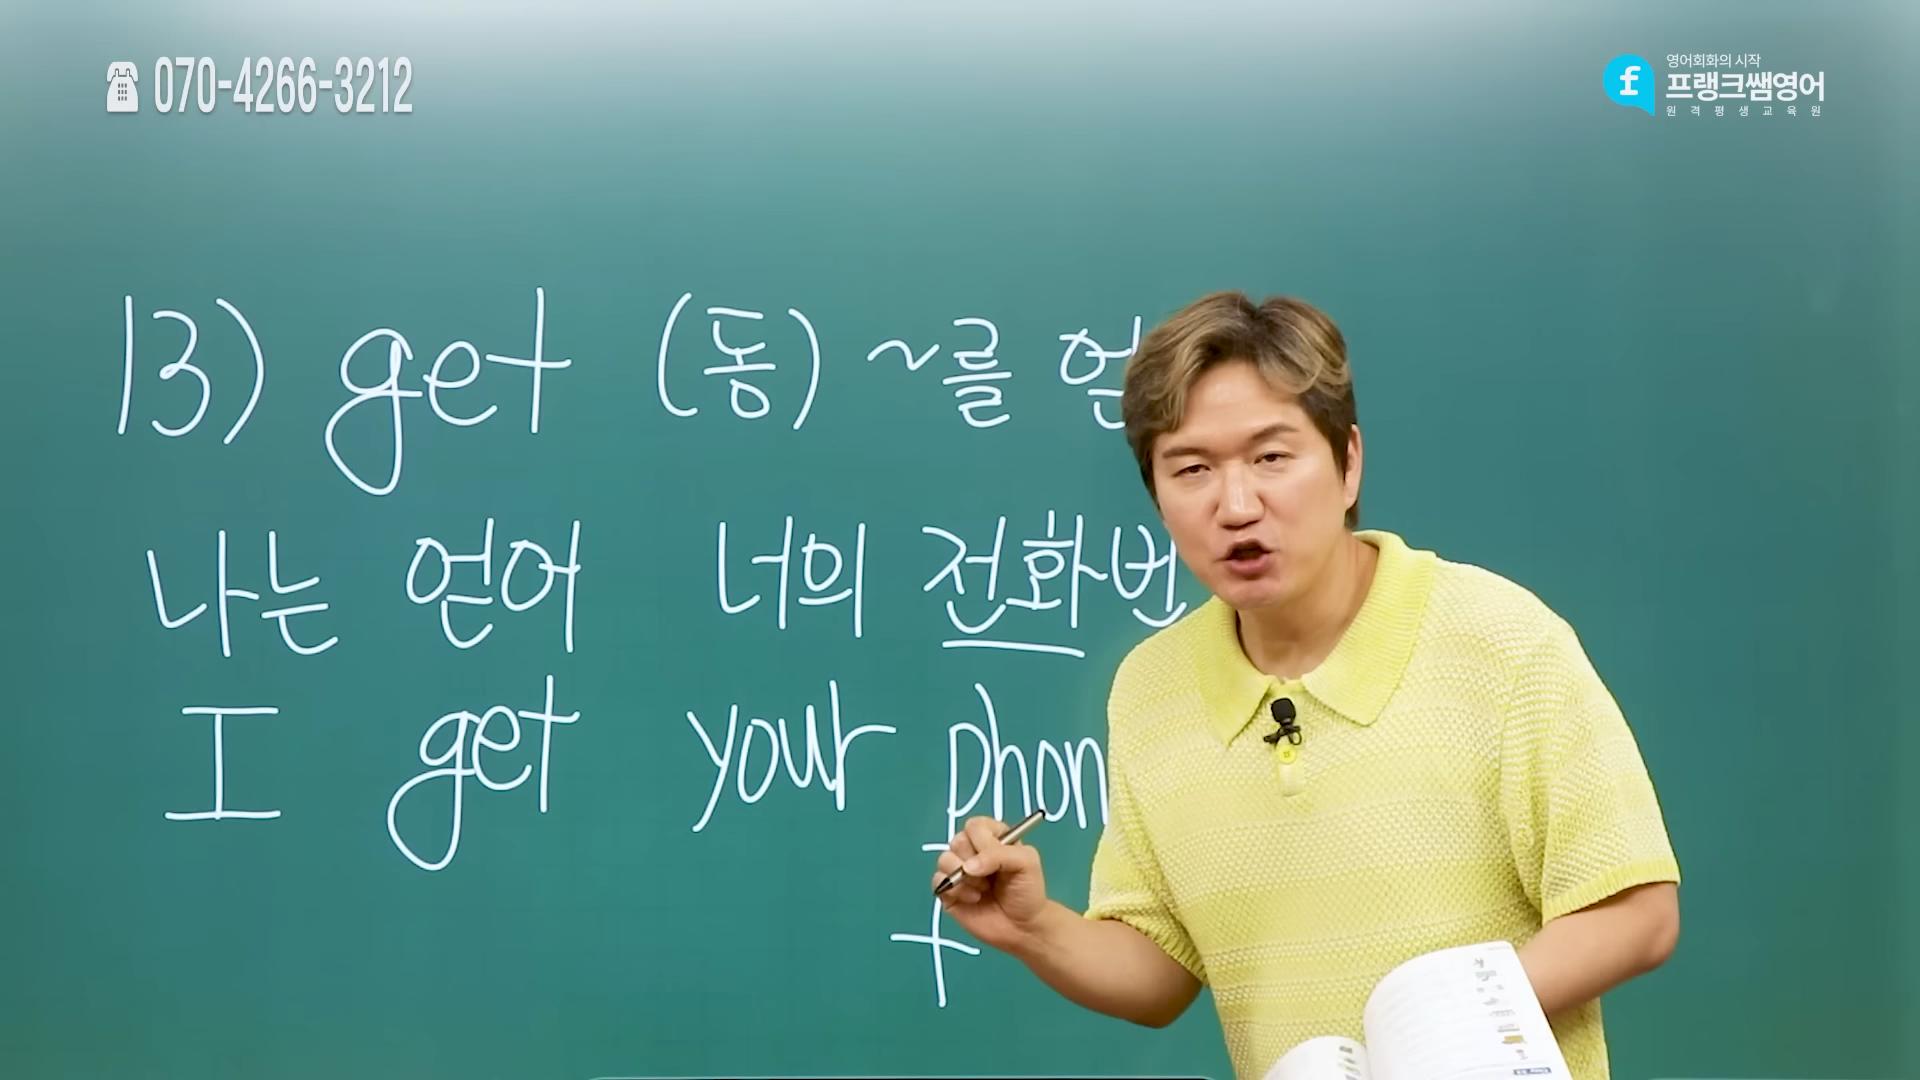 070-4266-3212
영어회화의 시작
프랭크쌤영어
원격평생교육원
13) get (동) ~를 얻
나는 얻어 너의 전화번
I get your phon
+